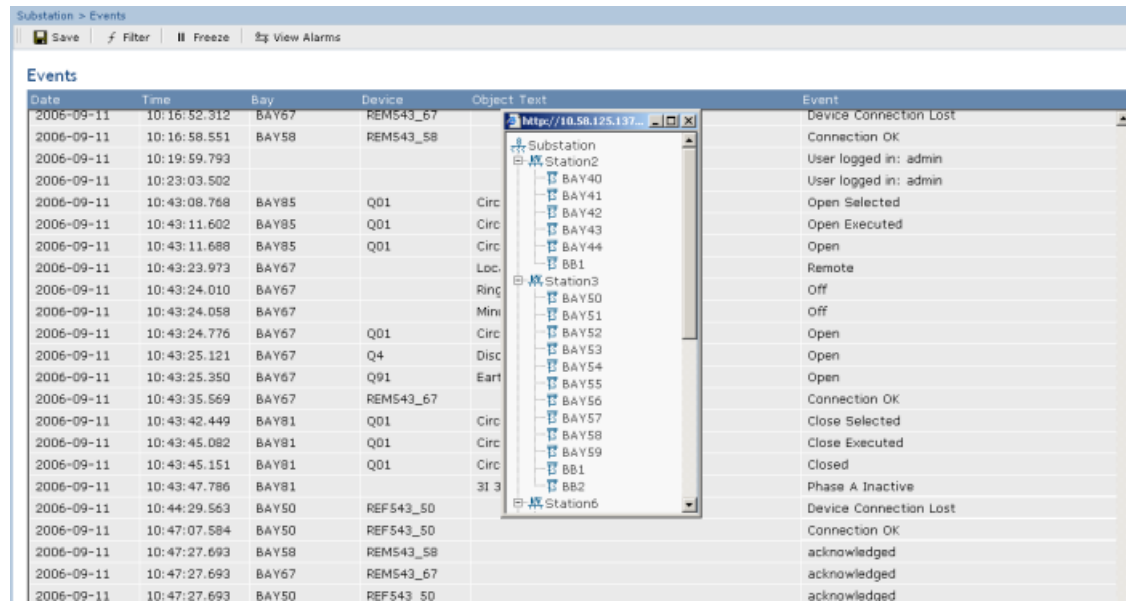 Substation > Events
Save Filter Freeze View Alarms
Events
Date Time Bay Device Object Text Event
2006-09-11 10:16:52.312 BAY67 REM543_67 Device Connection Lost
2006-09-11 10:16:58.551 BAY58 REM543_58 Connection OK
2006-09-11 10:19:59.793 User logged in: admin
2006-09-11 10:23:03.502 User logged in: admin
2006-09-11 10:43:08.768 BAY85 Q01 Circ Open Selected
2006-09-11 10:43:11.602 BAY85 Q01 Circ Open Executed
2006-09-11 10:43:11.688 BAY85 Q01 Circ Open
2006-09-11 10:43:23.973 BAY67 Loc Remote
2006-09-11 10:43:24.010 BAY67 Ring Off
2006-09-11 10:43:24.058 BAY67 Off
2006-09-11 10:43:24.776 BAY67 Q01 Circ Open
2006-09-11 10:43:25.121 BAY67 Q4 Disc Open
2006-09-11 10:43:25.350 BAY67 Q91 Eart Open
2006-09-11 10:43:35.569 BAY67 REM543_67 Connection OK
2006-09-11 10:43:42.449 BAY81 Q01 Circ Close Selected
2006-09-11 10:43:45.082 BAY81 Q01 Circ Close Executed
2006-09-11 10:43:45.151 BAY81 Q01 Circ Closed
2006-09-11 10:43:47.786 BAY81 3I 3 Phase A Inactive
2006-09-11 10:44:29.563 BAY50 REF543_50 Device Connection Lost
2006-09-11 10:47:07.584 BAY50 REF543_50 Connection OK
2006-09-11 10:47:27.693 BAY58 REM543_58 acknowledged
2006-09-11 10:47:27.693 BAY67 REM543_67 acknowledged
2006-09-11 10:47:27.693 BAY50 REF543_50 acknowledged
http://10.58.125.137...
Substation
Station2
BAY40
BAY41
BAY42
BAY43
BAY44
BB1
Station3
BAY50
BAY51
BAY52
BAY53
BAY54
BAY55
BAY56
BAY57
BAY58
BAY59
BB1
BB2
Station6